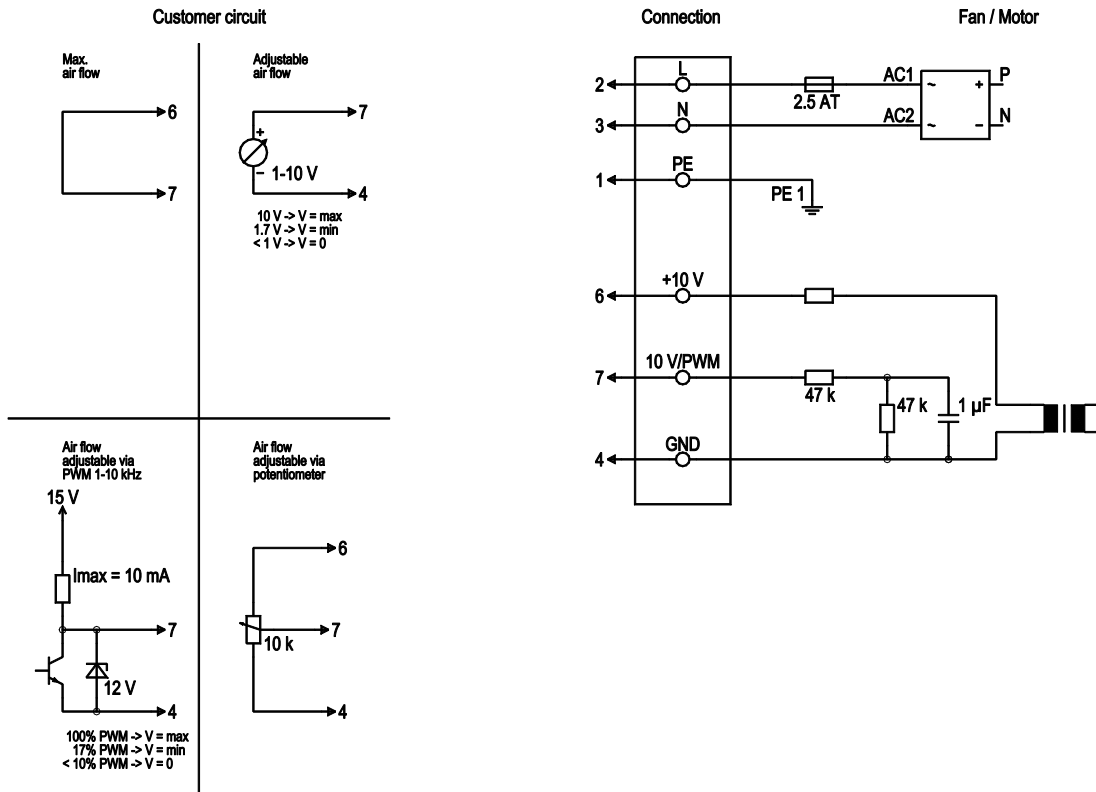 Customer circuit
Max.
air flow
6
7
Adjustable
air flow
7
+
– 1-10 V
4
10 V -> V = max
1.7 V -> V = min
< 1 V -> V = 0
Air flow
adjustable via
PWM 1-10 kHz
15 V
Imax = 10 mA
7
12 V
4
100% PWM -> V = max
17% PWM -> V = min
< 10% PWM -> V = 0
Air flow
adjustable via
potentiometer
6
7
10 k
4
Connection
Fan / Motor
2
L
2.5 AT
AC1
~
+
P
3
N
AC2
~
–
N
1
PE
PE 1
6
+10 V
7
10 V/PWM
47 k
47 k
1 µF
4
GND